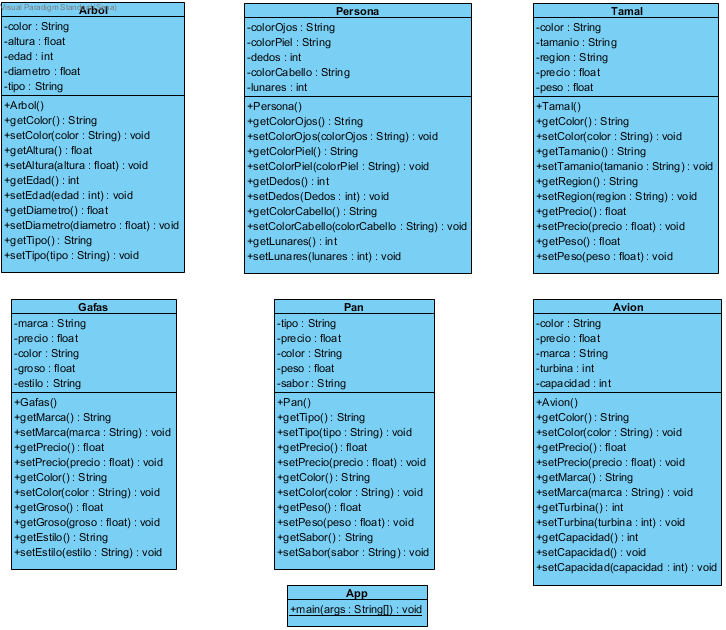 Visual Paradigm Standard
Arbol
-color : String
-altura : float
-edad : int
-diametro : float
-tipo : String
+Arbol()
+getColor() : String
+setColor(color : String) : void
+getAltura() : float
+setAltura(altura : float) : void
+getEdad() : int
+setEdad(edad : int) : void
+getDiametro() : float
+setDiametro(diametro : float) : void
+getTipo() : String
+setTipo(tipo : String) : void
Persona
-colorOjos : String
-colorPiel : String
-dedos : int
-colorCabello : String
-lunares : int
+Persona()
+getColorOjos() : String
+setColorOjos(colorOjos : String) : void
+getColorPiel() : String
+setColorPiel(colorPiel : String) : void
+getDedos() : int
+setDedos(Dedos : int) : void
+getColorCabello() : String
+setColorCabello(colorCabello : String) : void
+getLunares() : int
+setLunares(lunares : int) : void
Tamal
-color : String
-tamanio : String
-region : String
-precio : float
-peso : float
+Tamal()
+getColor() : String
+setColor(color : String) : void
+getTamanio() : String
+setTamanio(tamanio : String) : void
+getRegion() : String
+setRegion(region : String) : void
+getPrecio() : float
+setPrecio(precio : float) : void
+getPeso() : float
+setPeso(peso : float) : void
Gafas
-marca : String
-precio : float
-color : String
-groso : float
-estilo : String
+Gafas()
+getMarca() : String
+setMarca(marca : String) : void
+getPrecio() : float
+setPrecio(precio : float) : void
+getColor() : String
+setColor(color : String) : void
+getGroso() : float
+getGroso(groso : float) : void
+getEstilo() : String
+setEstilo(estilo : String) : void
Pan
-tipo : String
-precio : float
-color : String
-peso : float
-sabor : String
+Pan()
+getTipo() : String
+setTipo(tipo : String) : void
+getPrecio() : float
+setPrecio(precio : float) : void
+getColor() : String
+setColor(color : String) : void
+getPeso() : float
+setPeso(peso : float) : void
+getSabor() : String
+setSabor(sabor : String) : void
Avion
-color : String
-precio : float
-marca : String
-turbina : int
-capacidad : int
+Avion()
+getColor() : String
+setColor(color : String) : void
+getPrecio() : float
+setPrecio(precio : float) : void
+getMarca() : String
+setMarca(marca : String) : void
+getTurbina() : int
+setTurbina(turbina : int) : void
+getCapacidad() : int
+setCapacidad() : void
+setCapacidad(capacidad : int) : void
App
+main(args : String[]) : void